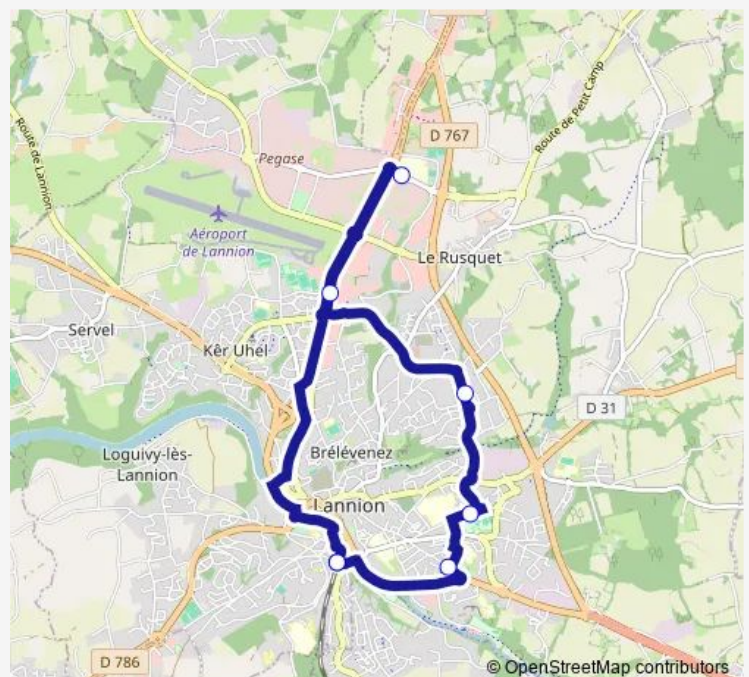 Route de Lannion
Route de Petit Camp
D 767
Pegase
Aéroport
de Lannion
Le Rusquet
Servel
Kêr Uhel
D 31
Loguivy-lès-
Lannion
Brélévenez
Lannion
D 786
© OpenStreetMap contributors